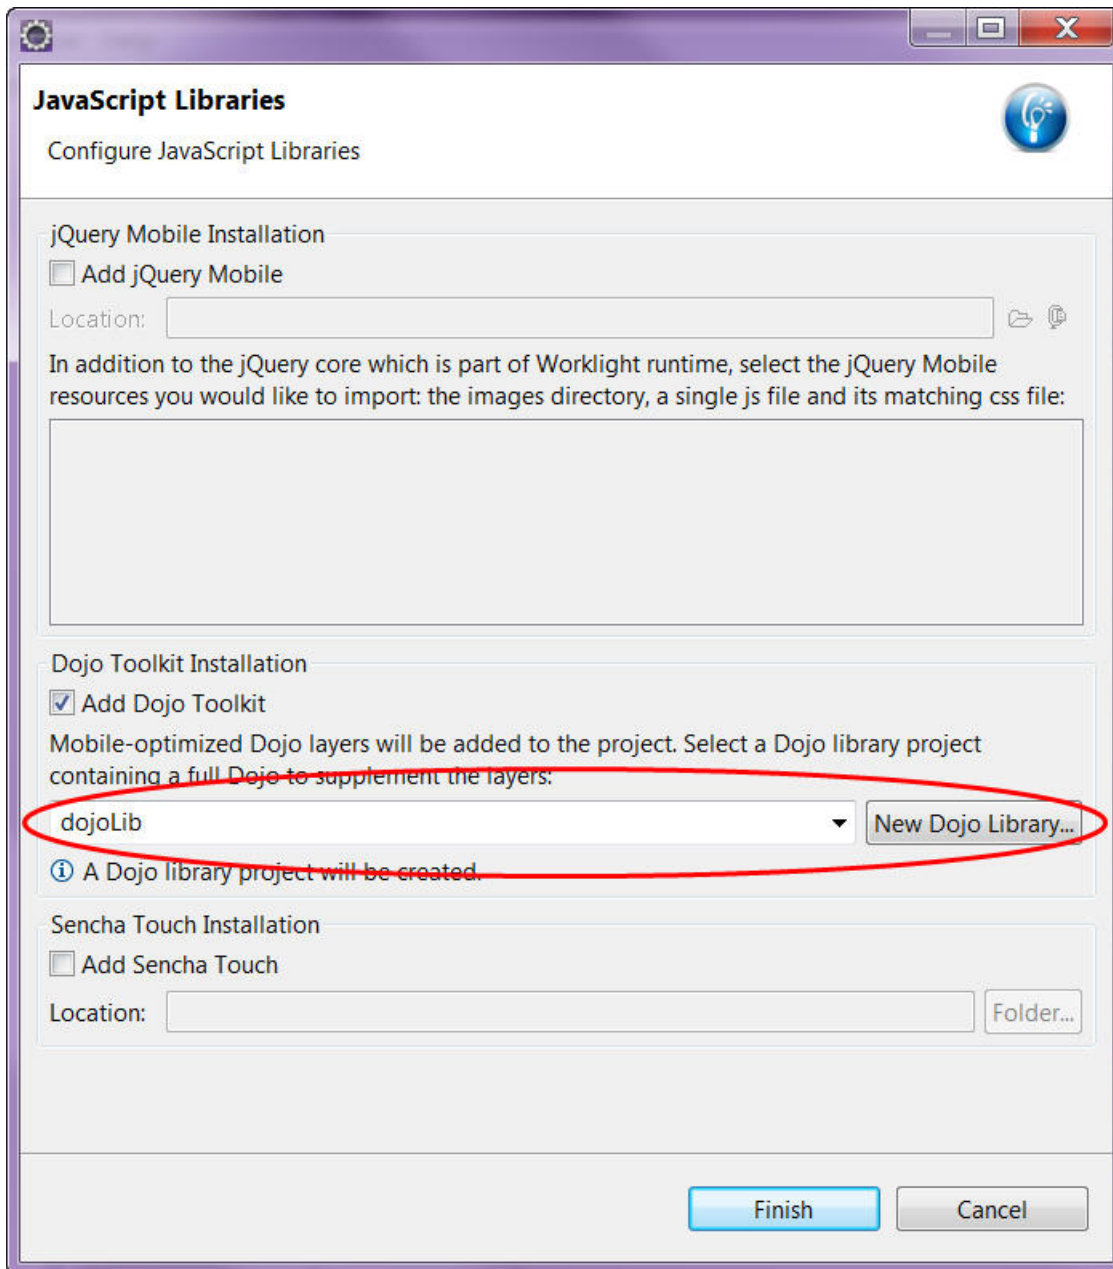 JavaScript Libraries
Configure JavaScript Libraries
jQuery Mobile Installation
Add jQuery Mobile
Location:
In addition to the jQuery core which is part of Worklight runtime, select the jQuery Mobile
resources you would like to import: the images directory, a single js file and its matching css file:
Dojo Toolkit Installation
Add Dojo Toolkit
Mobile-optimized Dojo layers will be added to the project. Select a Dojo library project
containing a full Dojo to supplement the layers:
dojoLib New Dojo Library...
A Dojo library project will be created.
Sencha Touch Installation
Add Sencha Touch
Location: Folder...
Finish Cancel